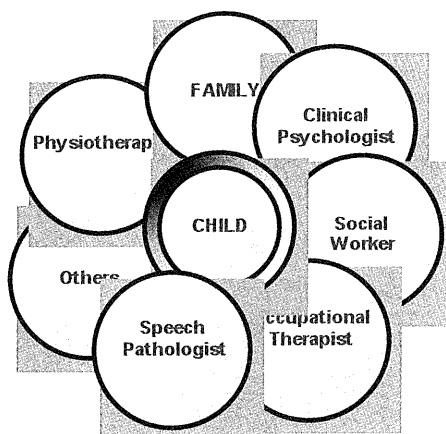 FAMILY
Clinical
Psychologist
Physiotherap
CHILD
Social
Worker
Others
Speech
Pathologist
ccupational
Therapist